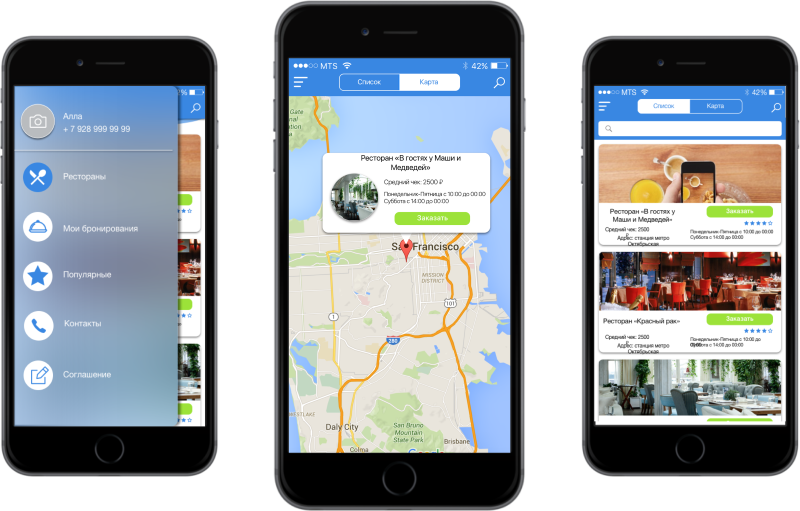 Алла
+ 7 928 999 99 99
Рестораны
Мои бронирования
Популярные
Контакты
Соглашение
MTS
42%
Список
Карта
Ресторан «В гостях у Маши и
Медведей»
Средний чек: 2500 ₽
Понедельник-Пятница с 10:00 до 00:00
Суббота с 14:00 до 00:00
Заказать
Gate
San Francisco
MISSION
DISTRICT
101
1
280
Daly City
San Bruno
Mountain
State Park
Brisbane
Colma
MTS
42%
Список
Карта
Ресторан «В гостях у
Маши и Медведей»
Заказать
Средний чек: 2500
Адрес: станция метро
Октябрьская
Понедельник-Пятница с 10:00 до 00:00
Суббота с 14:00 до 00:00
Ресторан «Красный рак»
Заказать
Средний чек: 2500
Адрес: станция метро
Октябрьская
Понедельник-Пятница с 10:00 до
Суббота с 14:00 до 00:00